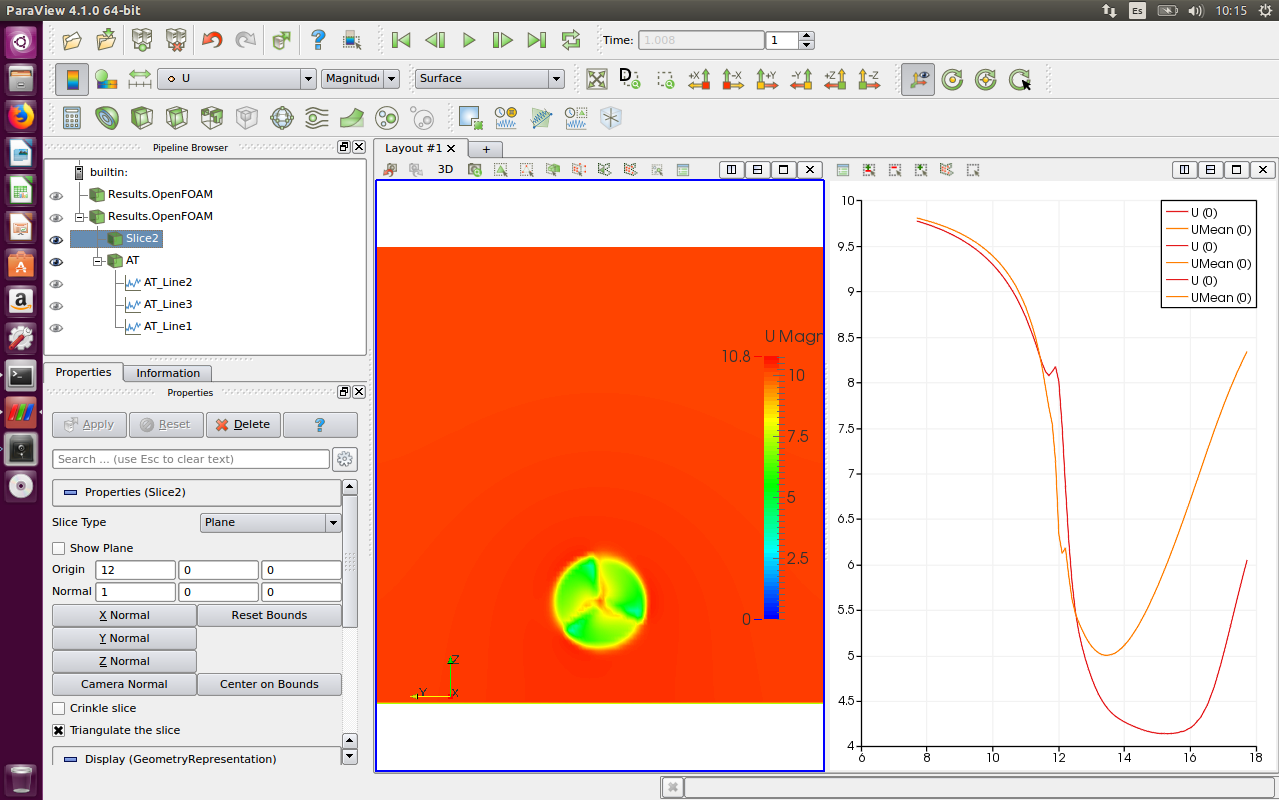 ParaView 4.1.0 64-bit
Es
10:15
Time: 1.008 1
U
Magnitude
Surface
+X -X +Y -Y +Z -Z
Pipeline Browser
builtin:
Results.OpenFOAM
Results.OpenFOAM
Slice2
AT
AT_Line2
AT_Line3
AT_Line1
Properties Information
Properties
Apply Reset Delete ?
Search ... (use Esc to clear text)
Properties (Slice2)
Slice Type Plane
Show Plane
Origin 12 0 0
Normal 1 0 0
X Normal Reset Bounds
Y Normal
Z Normal
Camera Normal Center on Bounds
Crinkle slice
Triangulate the slice
Display (GeometryRepresentation)
Layout #1 +
3D
U Magn
10.8
10
7.5
5
2.5
0
Z
Y
X
U (0)
UMean (0)
U (0)
UMean (0)
U (0)
UMean (0)
10
9.5
9
8.5
8
7.5
7
6.5
6
5.5
5
4.5
4
6 8 10 12 14 16 18